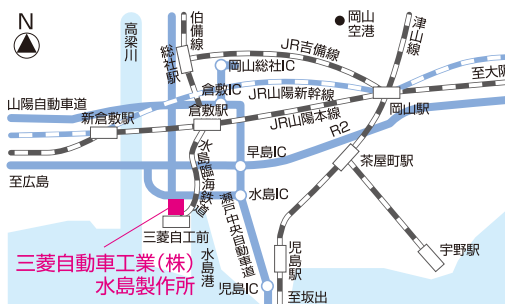 N
高梁川
伯備線
総社駅
岡山総社IC
JR吉備線
岡山空港
津山線
至大阪
山陽自動車道
新倉敷駅
倉敷IC
倉敷駅
JR山陽新幹線
JR山陽本線
R2
岡山駅
至広島
水島臨海鉄道
早島IC
茶屋町駅
水島IC
三菱自工前
水島港
瀬戸中央自動車道
児島駅
宇野駅
三菱自動車工業(株)
水島製作所
児島IC
至坂出